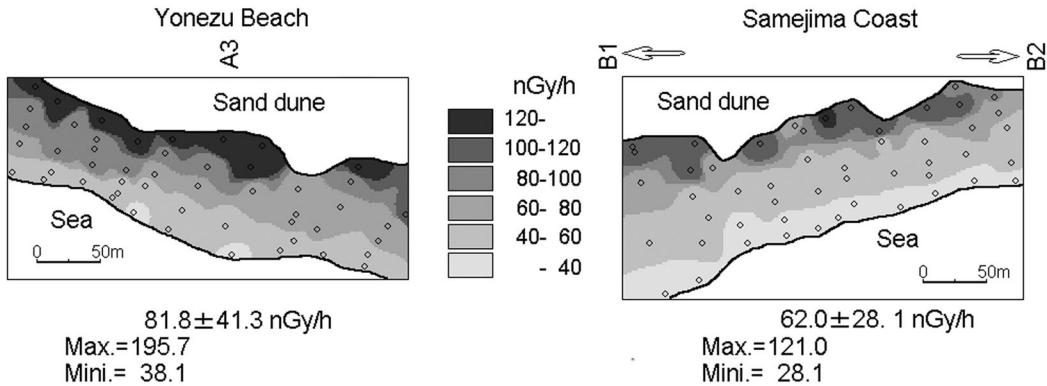 Yonezu Beach
A3
Sand dune
Sea
0 50m
81.8±41.3 nGy/h
Max.=195.7
Mini.= 38.1
nGy/h
120-
100-120
80-100
60- 80
40- 60
- 40
Samejima Coast
B1
B2
Sand dune
Sea
0 50m
62.0±28. 1 nGy/h
Max.=121.0
Mini.= 28.1